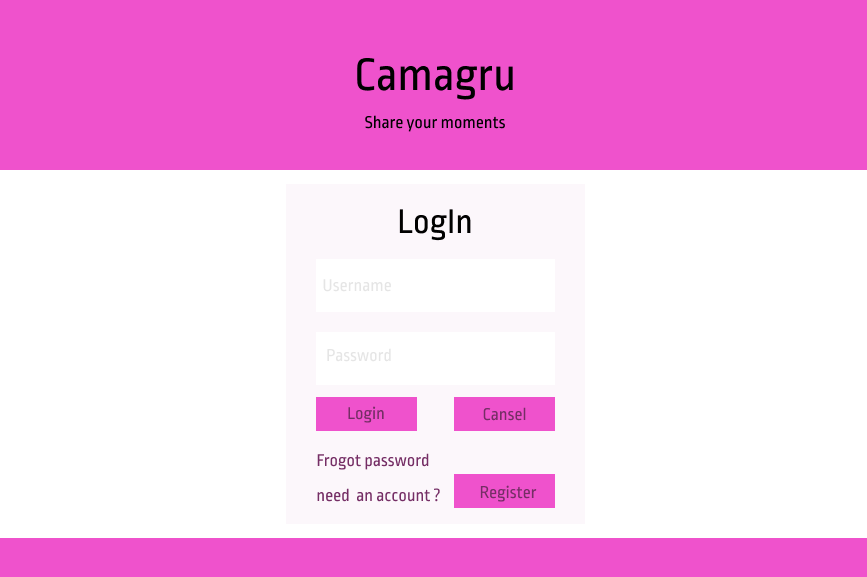 Camagru
Share your moments
LogIn
Username
Password
Login Cansel
Frogot password
need an account ? Register